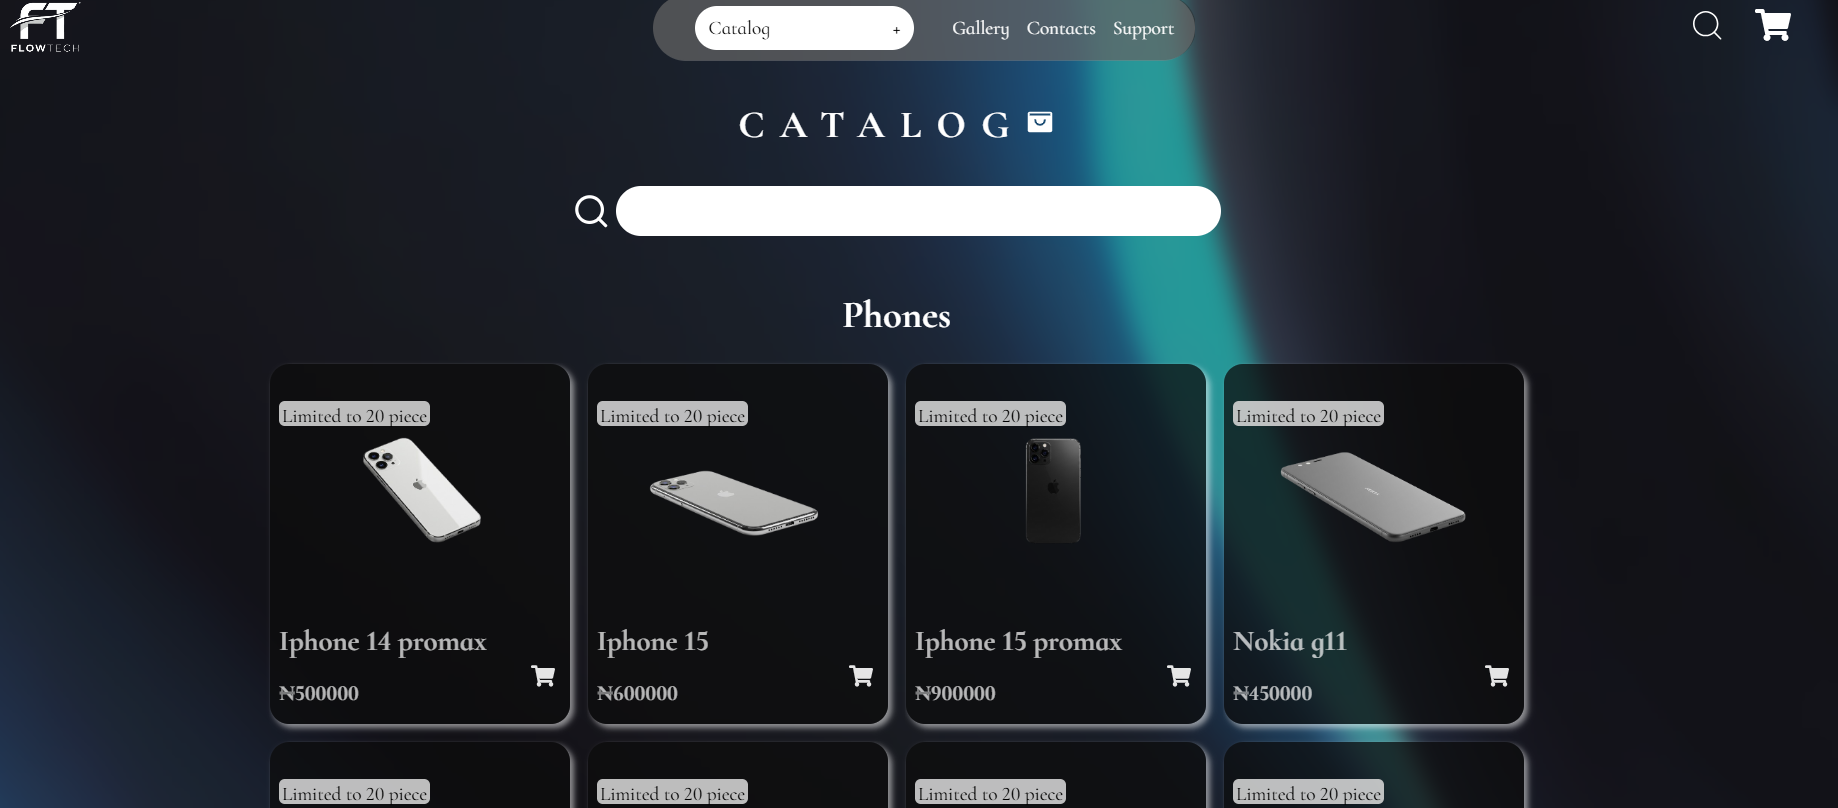 FT
FLOWTECH
Catalog +
Gallery Contacts Support
CATALOG
Phones
Limited to 20 piece
Iphone 14 promax
₦500000
Limited to 20 piece
Iphone 15
₦600000
Limited to 20 piece
Iphone 15 promax
₦900000
Limited to 20 piece
Nokia g11
₦450000
Limited to 20 piece
Limited to 20 piece
Limited to 20 piece
Limited to 20 piece